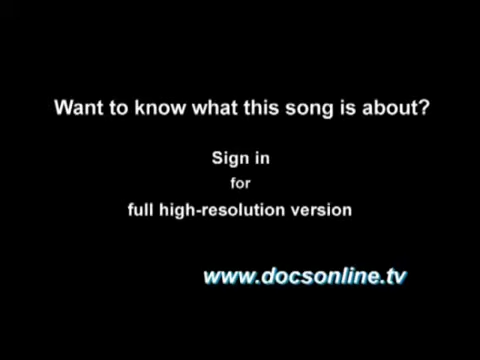 Want to know what this song is about?
Sign in
for
full high-resolution version
www.docsonline.tv